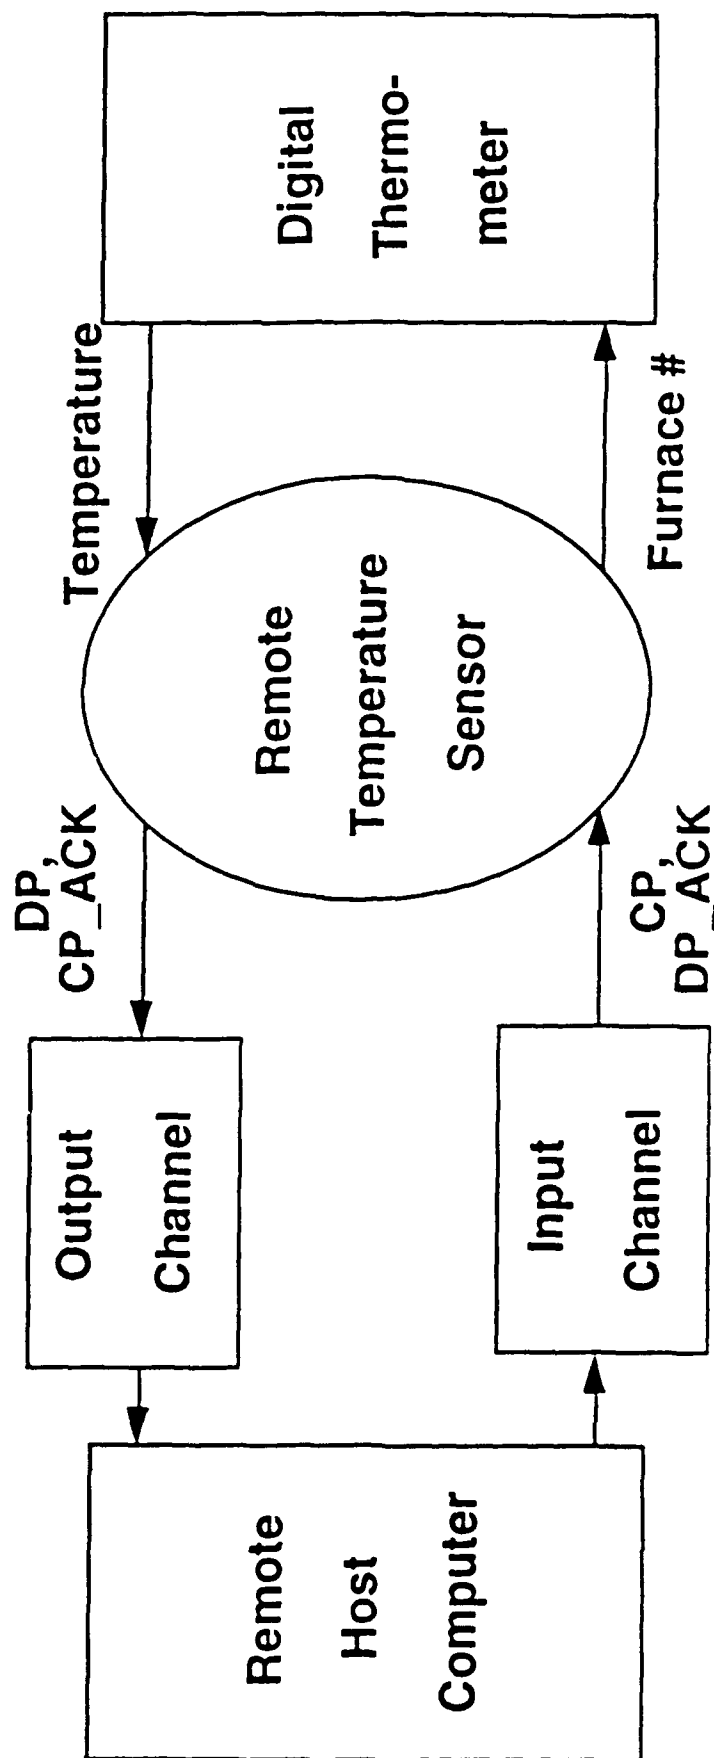 Remote
Host
Computer
Output
Channel
Input
Channel
DP,
CP_ACK
CP,
DP_ACK
Remote
Temperature
Sensor
Temperature
Furnace #
Digital
Thermo-
meter